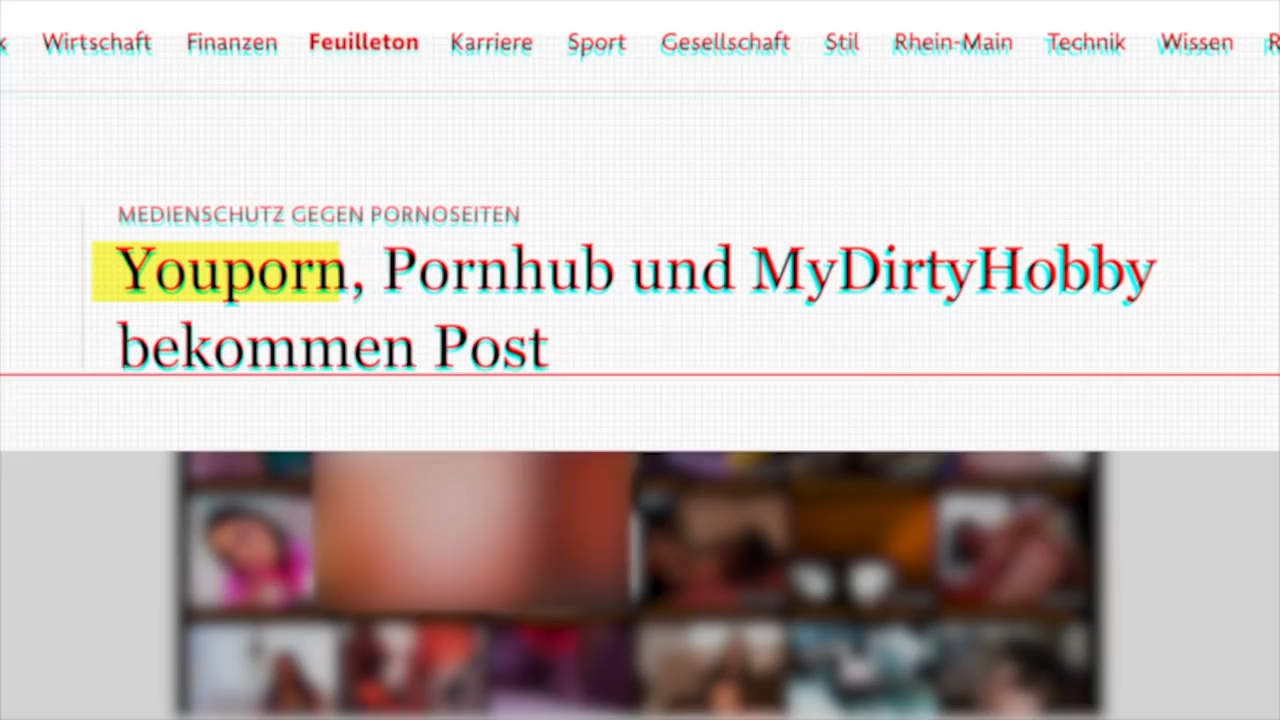 Wirtschaft Finanzen Feuilleton Karriere Sport Gesellschaft Stil Rhein-Main Technik Wissen
MEDIENSCHUTZ GEGEN PORNOSEITEN
Youporn, Pornhub und MyDirtyHobby
bekommen Post